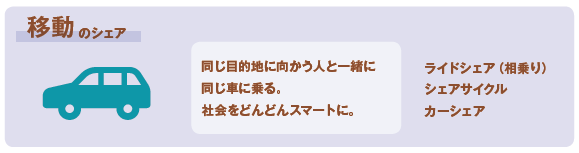 移動のシェア
同じ目的地に向かう人と一緒に
同じ車に乗る。
社会をどんどんスマートに。
ライドシェア（相乗り）
シェアサイクル
カーシェア